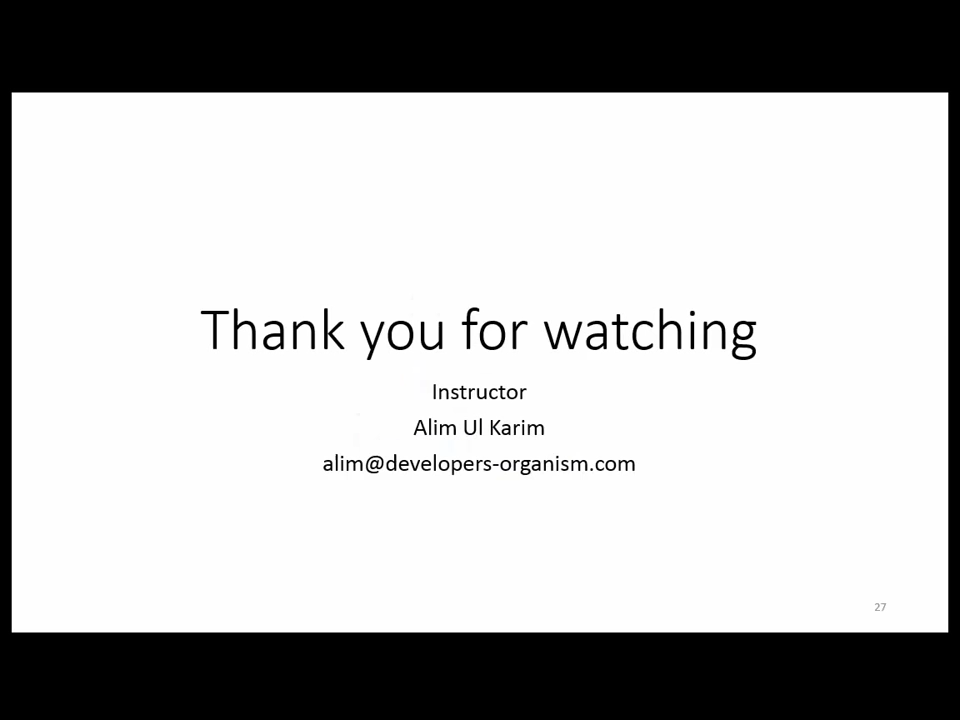 Thank you for watching
Instructor
Alim Ul Karim
alim@developers-organism.com
27